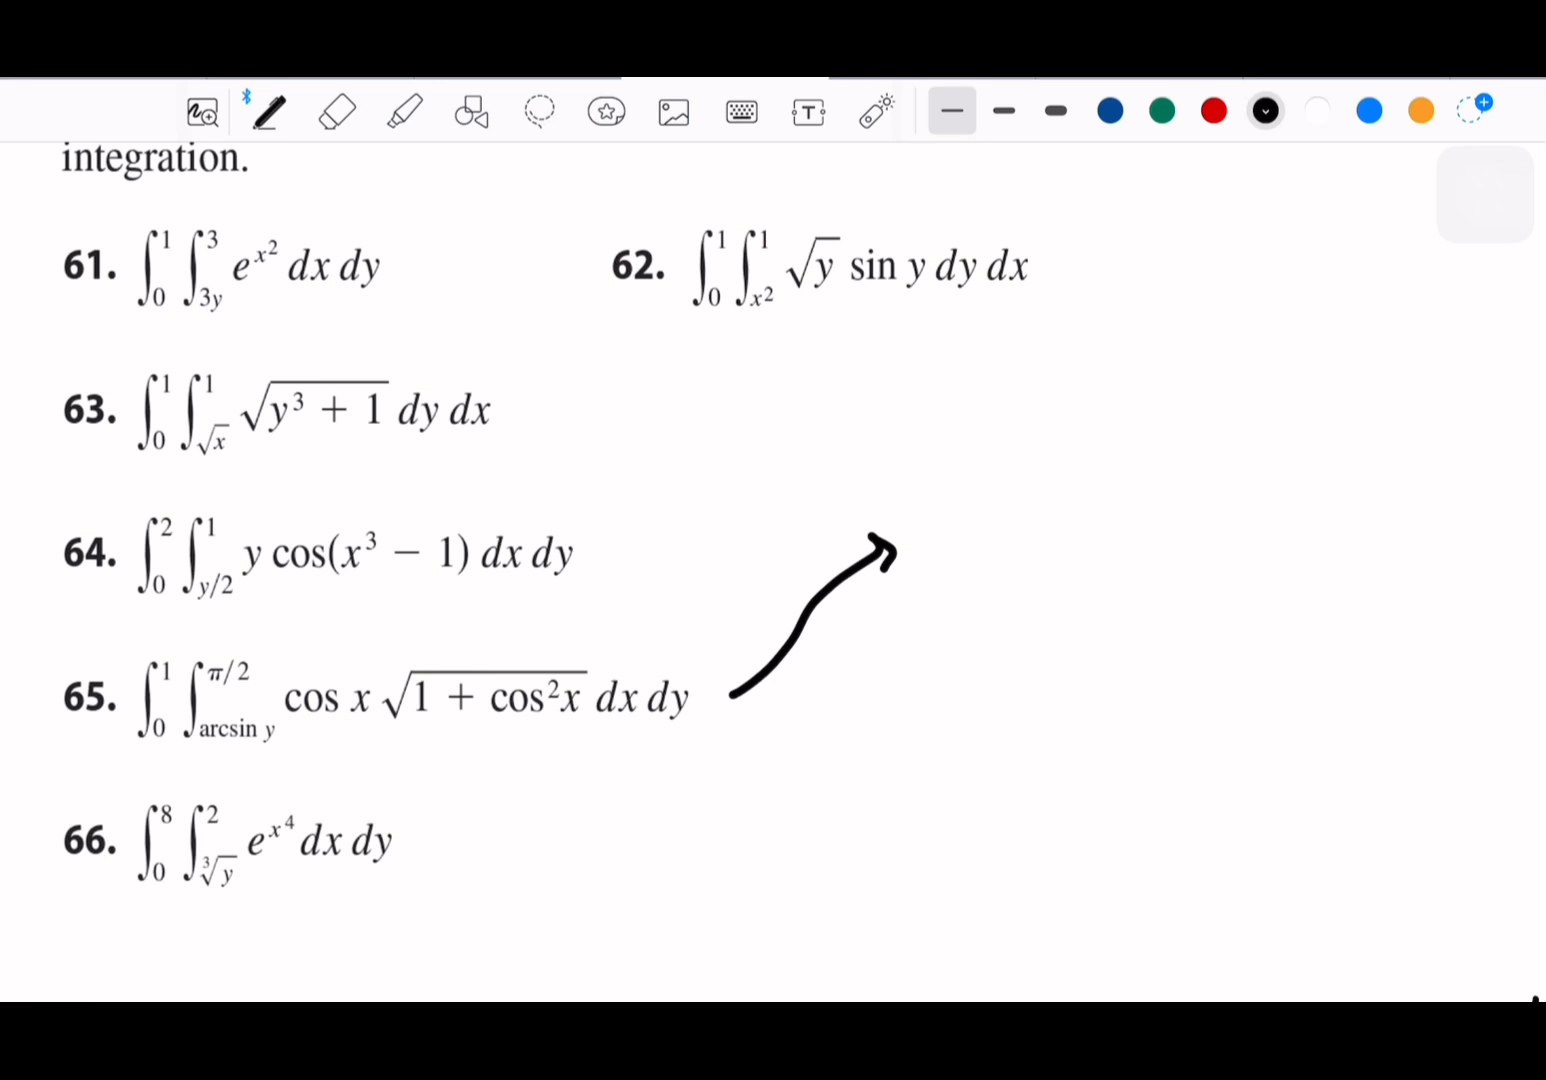 integration.
61. ∫₀¹ ∫₃ᵧ³ e^{x²} dx dy
62. ∫₀¹ ∫_{x²}¹ √y sin y dy dx
63. ∫₀¹ ∫_{√x}¹ √(y³ + 1) dy dx
64. ∫₀² ∫_{y/2}¹ y cos(x³ − 1) dx dy
65. ∫₀¹ ∫_{arcsin y}^{π/2} cos x √(1 + cos²x) dx dy
66. ∫₀⁸ ∫_{∛y}² e^{x⁴} dx dy